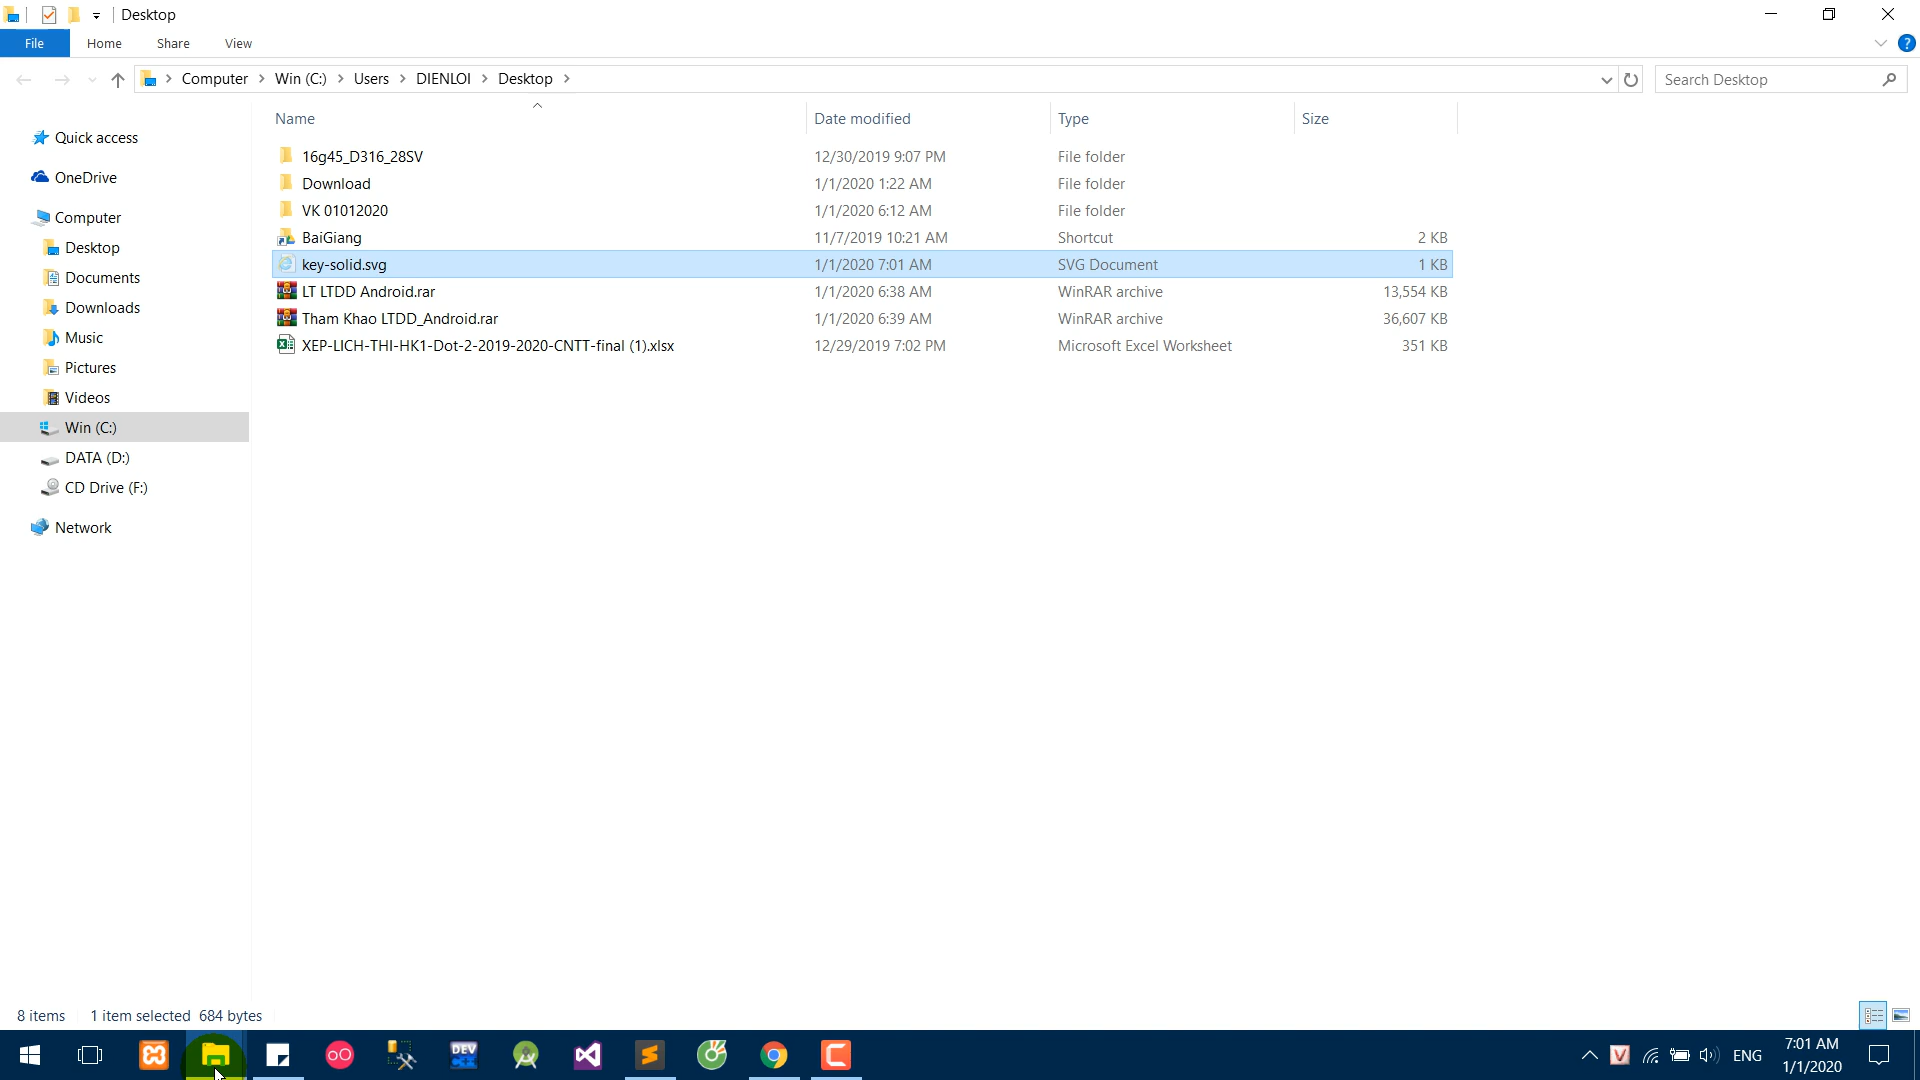 Desktop
File Home Share View
Computer Win (C:) Users DIENLOI Desktop Search Desktop
Name Date modified Type Size
Quick access
OneDrive
Computer
Desktop
Documents
Downloads
Music
Pictures
Videos
Win (C:)
DATA (D:)
CD Drive (F:)
Network
16g45_D316_28SV 12/30/2019 9:07 PM File folder
Download 1/1/2020 1:22 AM File folder
VK 01012020 1/1/2020 6:12 AM File folder
BaiGiang 11/7/2019 10:21 AM Shortcut 2 KB
key-solid.svg 1/1/2020 7:01 AM SVG Document 1 KB
LT LTDD Android.rar 1/1/2020 6:38 AM WinRAR archive 13,554 KB
Tham Khao LTDD_Android.rar 1/1/2020 6:39 AM WinRAR archive 36,607 KB
XEP-LICH-THI-HK1-Dot-2-2019-2020-CNTT-final (1).xlsx 12/29/2019 7:02 PM Microsoft Excel Worksheet 351 KB
8 items 1 item selected 684 bytes
DEV
V
ENG
7:01 AM
1/1/2020